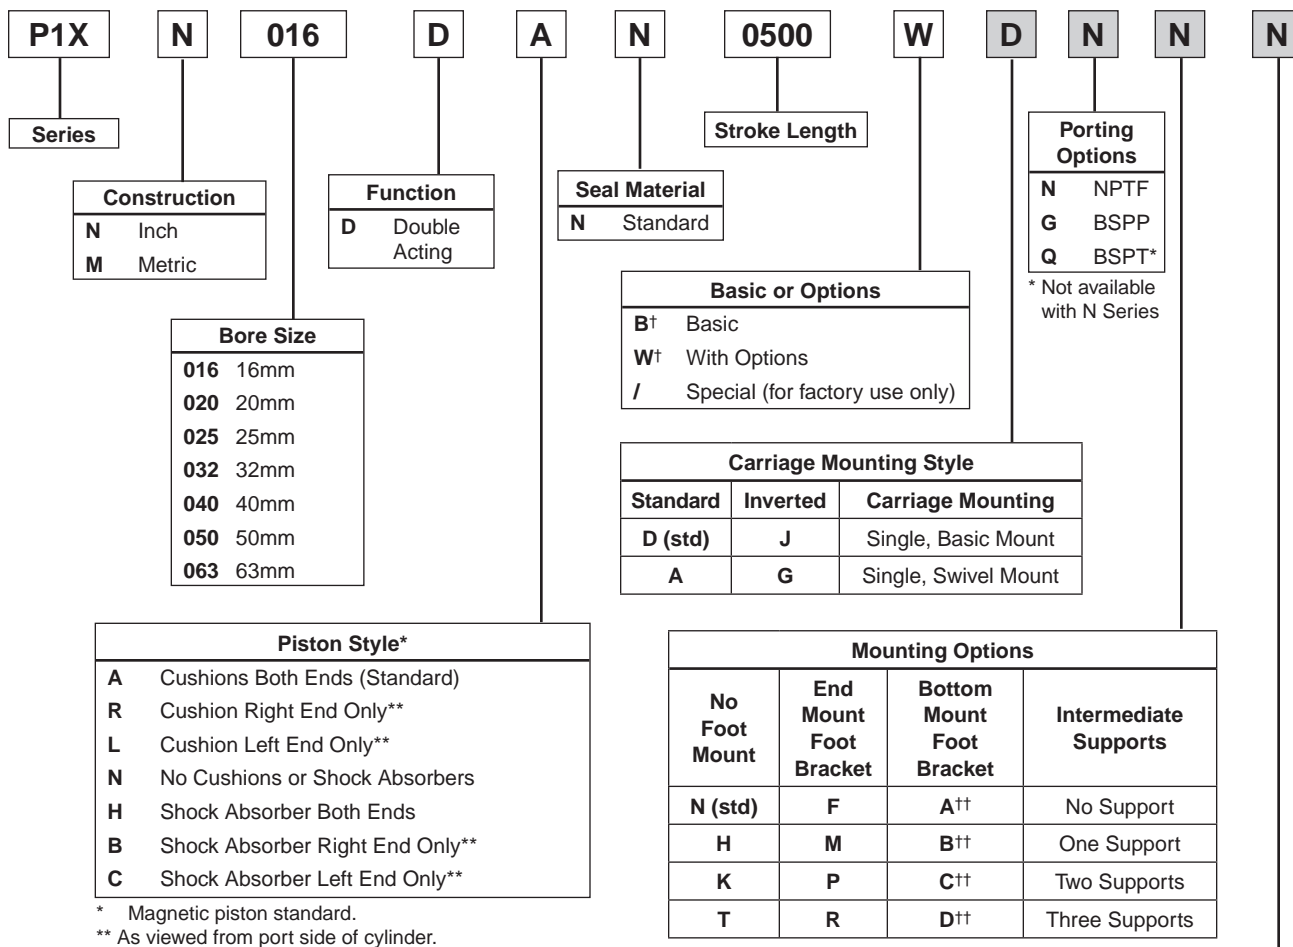 P1X N 016 D A N 0500 W D N N N
Series
Stroke Length
Porting
Options
N NPTF
G BSPP
Q BSPT*
* Not available
with N Series
Construction
N Inch
M Metric
Function
D Double
Acting
Seal Material
N Standard
Basic or Options
B† Basic
W† With Options
/ Special (for factory use only)
Bore Size
016 16mm
020 20mm
025 25mm
032 32mm
040 40mm
050 50mm
063 63mm
Carriage Mounting Style
Standard Inverted Carriage Mounting
D (std) J Single, Basic Mount
A G Single, Swivel Mount
Piston Style*
A Cushions Both Ends (Standard)
R Cushion Right End Only**
L Cushion Left End Only**
N No Cushions or Shock Absorbers
H Shock Absorber Both Ends
B Shock Absorber Right End Only**
C Shock Absorber Left End Only**
* Magnetic piston standard.
** As viewed from port side of cylinder.
Mounting Options
No
Foot
Mount
End
Mount
Foot
Bracket
Bottom
Mount
Foot
Bracket
Intermediate
Supports
N (std) F A†† No Support
H M B†† One Support
K P C†† Two Supports
T R D†† Three Supports